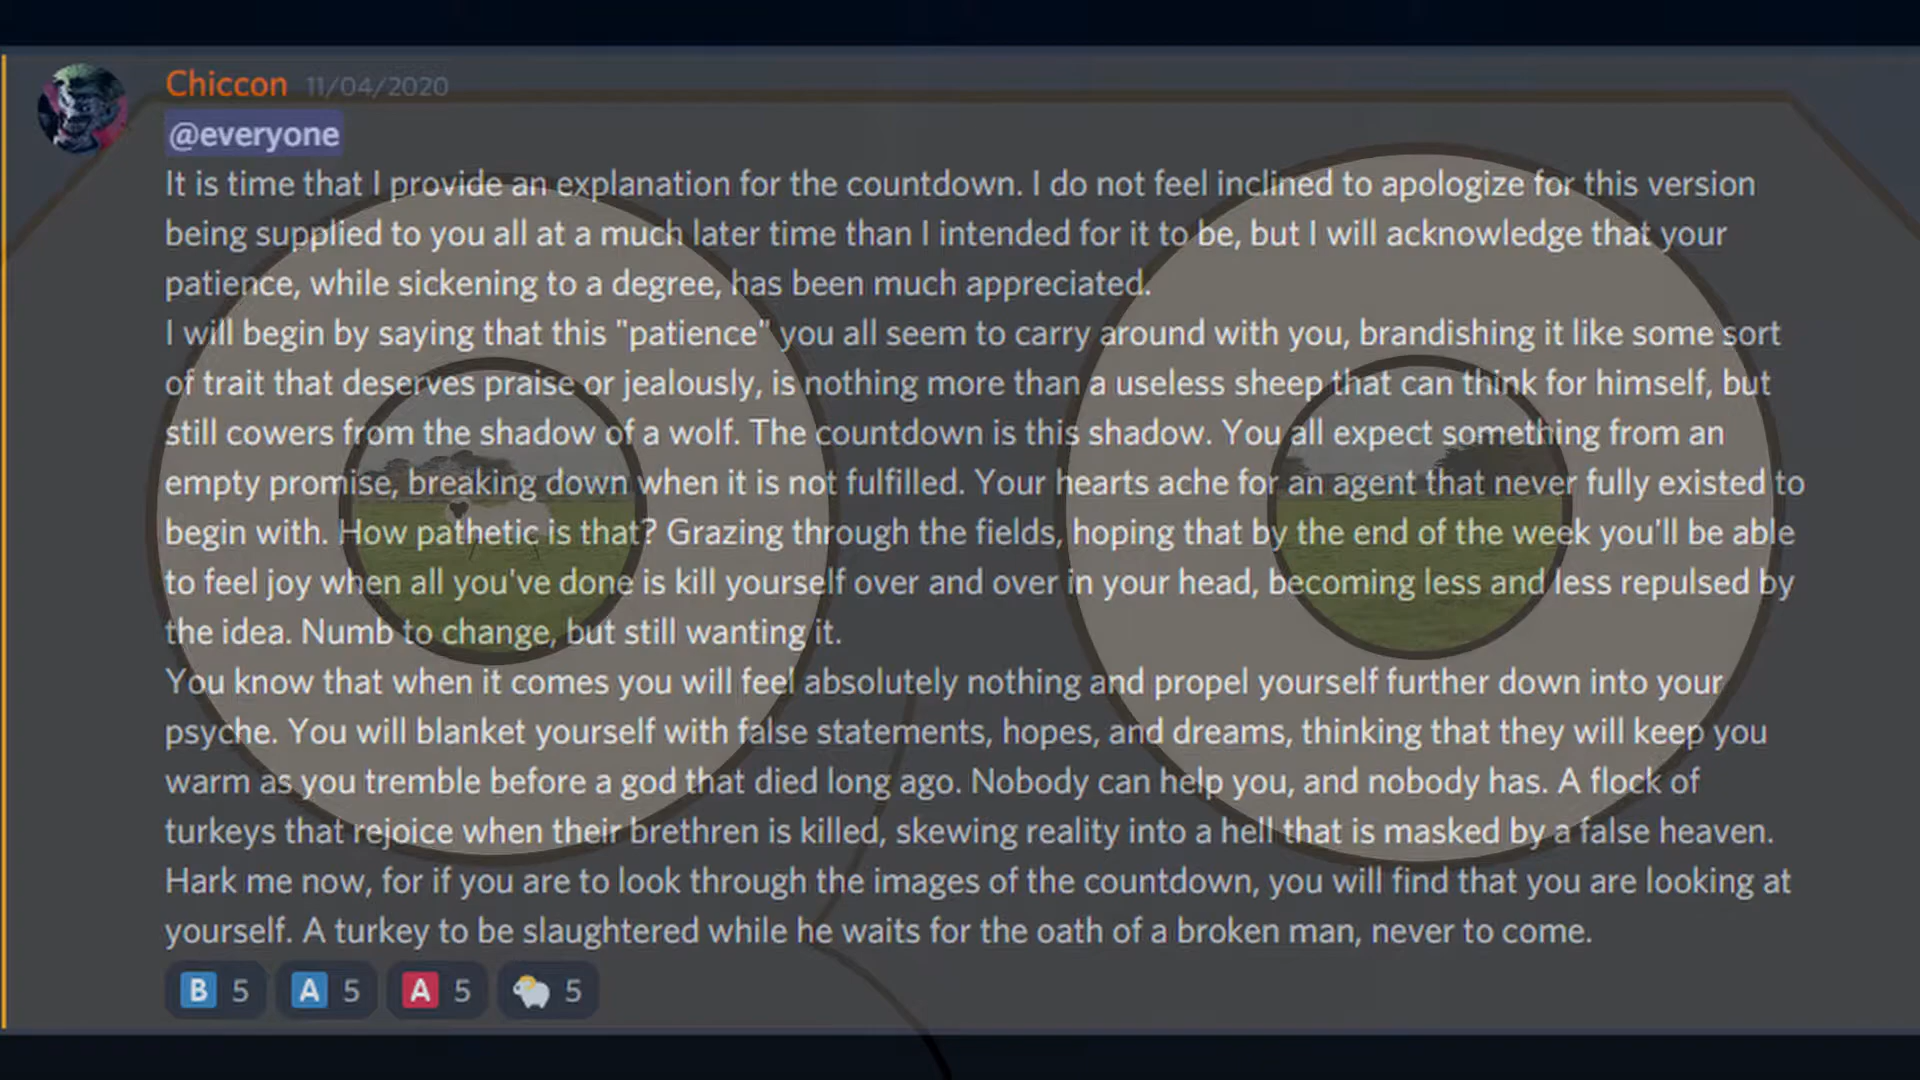 Chiccon 11/04/2020
@everyone
It is time that I provide an explanation for the countdown. I do not feel inclined to apologize for this version
being supplied to you all at a much later time than I intended for it to be, but I will acknowledge that your
patience, while sickening to a degree, has been much appreciated.
I will begin by saying that this "patience" you all seem to carry around with you, brandishing it like some sort
of trait that deserves praise or jealously, is nothing more than a useless sheep that can think for himself, but
still cowers from the shadow of a wolf. The countdown is this shadow. You all expect something from an
empty promise, breaking down when it is not fulfilled. Your hearts ache for an agent that never fully existed to
begin with. How pathetic is that? Grazing through the fields, hoping that by the end of the week you'll be able
to feel joy when all you've done is kill yourself over and over in your head, becoming less and less repulsed by
the idea. Numb to change, but still wanting it.
You know that when it comes you will feel absolutely nothing and propel yourself further down into your
psyche. You will blanket yourself with false statements, hopes, and dreams, thinking that they will keep you
warm as you tremble before a god that died long ago. Nobody can help you, and nobody has. A flock of
turkeys that rejoice when their brethren is killed, skewing reality into a hell that is masked by a false heaven.
Hark me now, for if you are to look through the images of the countdown, you will find that you are looking at
yourself. A turkey to be slaughtered while he waits for the oath of a broken man, never to come.
B 5 A 5 A 5 5